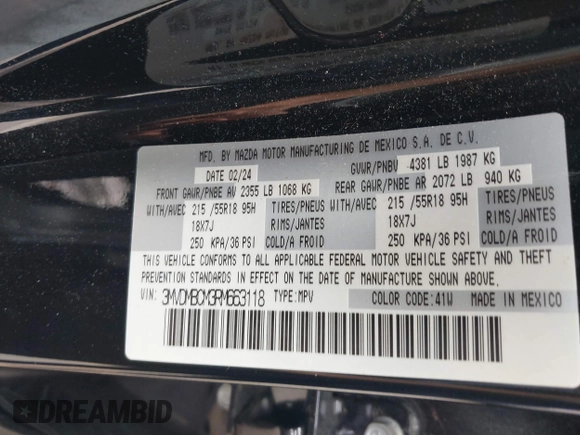 MFD. BY MAZDA MOTOR MANUFACTURING DE MEXICO S.A. DE C.V.
DATE 02/24 GVWR/PNBV 4381 LB 1987 KG
FRONT GAWR/PNBE AV 2355 LB 1068 KG REAR GAWR/PNBE AR 2072 LB 940 KG
WITH/AVEC 215 /55R18 95H TIRES/PNEUS WITH/AVEC 215 /55R18 95H TIRES/PNEUS
18X7J RIMS/JANTES 18X7J RIMS/JANTES
250 KPA/36 PSI COLD/A FROID 250 KPA/36 PSI COLD/A FROID
THIS VEHICLE CONFORMS TO ALL APPLICABLE FEDERAL MOTOR VEHICLE SAFETY AND THEFT
PREVENTION STANDARDS IN EFFECT ON THE DATE OF MANUFACTURE SHOWN ABOVE.
VIN: 3MVDMBCM3RM663118 TYPE:MPV COLOR CODE:41W MADE IN MEXICO
DREAMBID